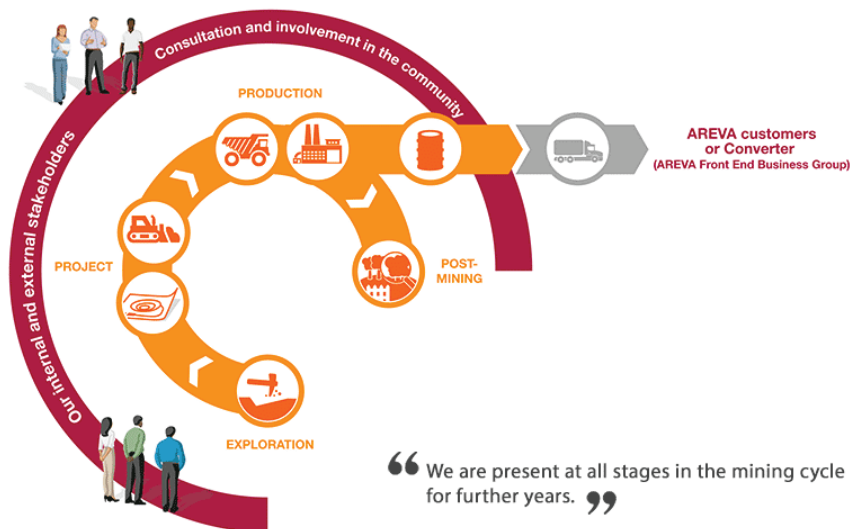 Consultation and involvement in the community
Our internal and external stakeholders
PRODUCTION
AREVA customers
or Converter
(AREVA Front End Business Group)
PROJECT
POST-
MINING
EXPLORATION
“ We are present at all stages in the mining cycle
for further years. ”